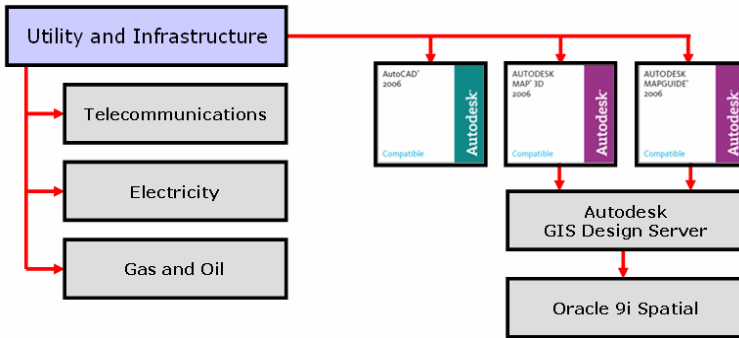 Utility and Infrastructure
Telecommunications
Electricity
Gas and Oil
AutoCAD®
2006
Compatible
Autodesk®
AUTODESK
MAP® 3D
2006
Compatible
Autodesk®
AUTODESK
MAPGUIDE®
2006
Compatible
Autodesk®
Autodesk
GIS Design Server
Oracle 9i Spatial